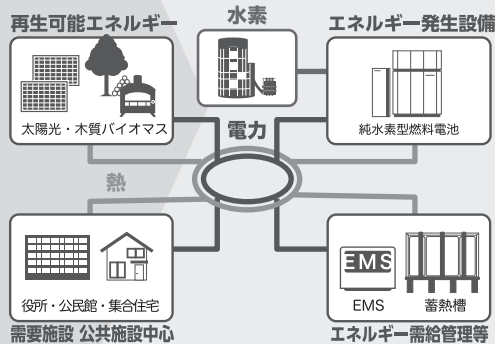 再生可能エネルギー
水素
エネルギー発生設備
太陽光・木質バイオマス
電力
純水素型燃料電池
熱
EMS
役所・公民館・集合住宅
EMS
蓄熱槽
需要施設 公共施設中心
エネルギー需給管理等